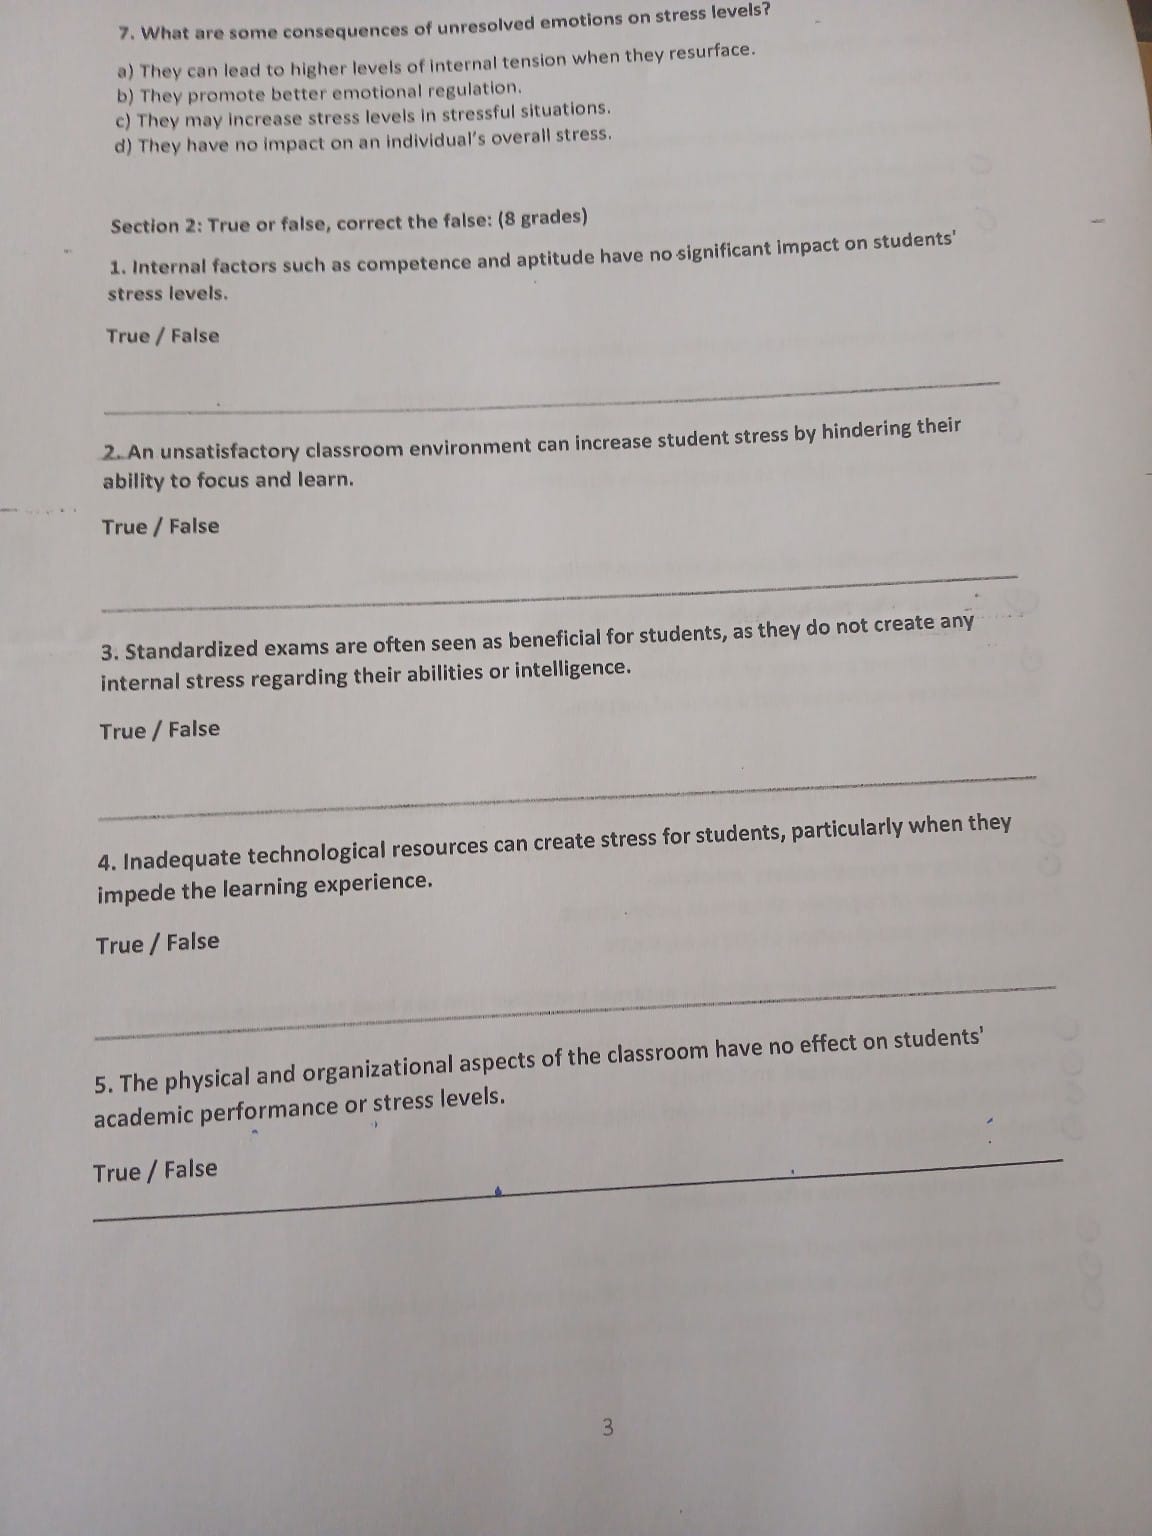 7. What are some consequences of unresolved emotions on stress levels?
a) They can lead to higher levels of internal tension when they resurface.
b) They promote better emotional regulation.
c) They may increase stress levels in stressful situations.
d) They have no impact on an individual's overall stress.
Section 2: True or false, correct the false: (8 grades)
1. Internal factors such as competence and aptitude have no significant impact on students'
stress levels.
True / False
2. An unsatisfactory classroom environment can increase student stress by hindering their
ability to focus and learn.
True / False
3. Standardized exams are often seen as beneficial for students, as they do not create any
internal stress regarding their abilities or intelligence.
True / False
4. Inadequate technological resources can create stress for students, particularly when they
impede the learning experience.
True / False
5. The physical and organizational aspects of the classroom have no effect on students'
academic performance or stress levels.
True / False
3